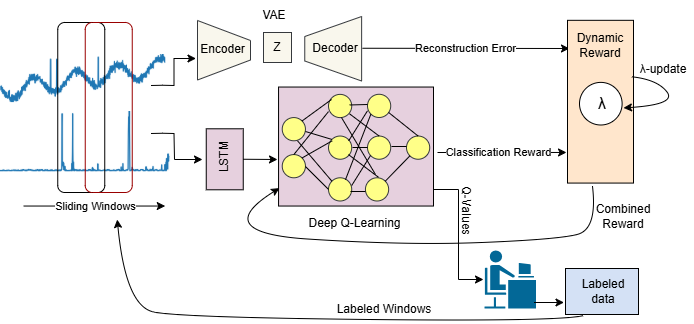 VAE
Encoder
Z
Decoder
Reconstruction Error
Dynamic
Reward
λ-update
λ
LSTM
Classification Reward
Sliding Windows
Deep Q-Learning
Q-Values
Combined
Reward
Labeled Windows
Labeled
data